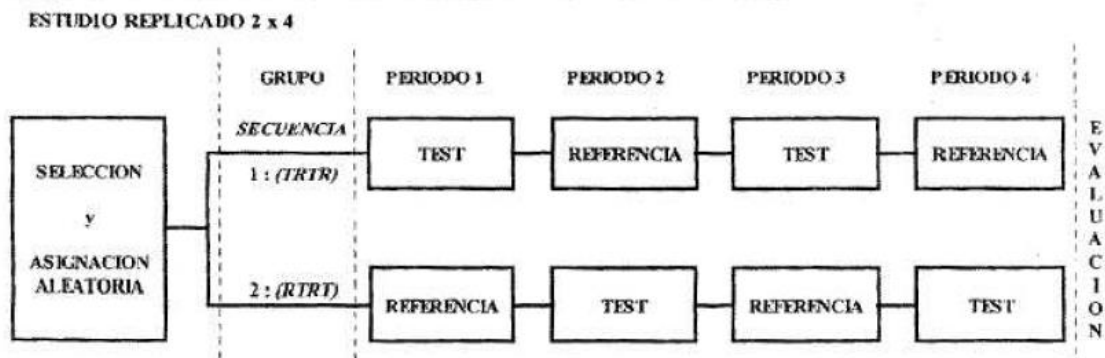 ESTUDIO REPLICADO 2 x 4
GRUPO
PERIODO 1
PERIODO 2
PERIODO 3
PERIODO 4
SELECCION
y
ASIGNACION
ALEATORIA
SECUENCIA
1 : (TRTR)
TEST
REFERENCIA
TEST
REFERENCIA
2 : (RTRT)
REFERENCIA
TEST
REFERENCIA
TEST
EVALUACION